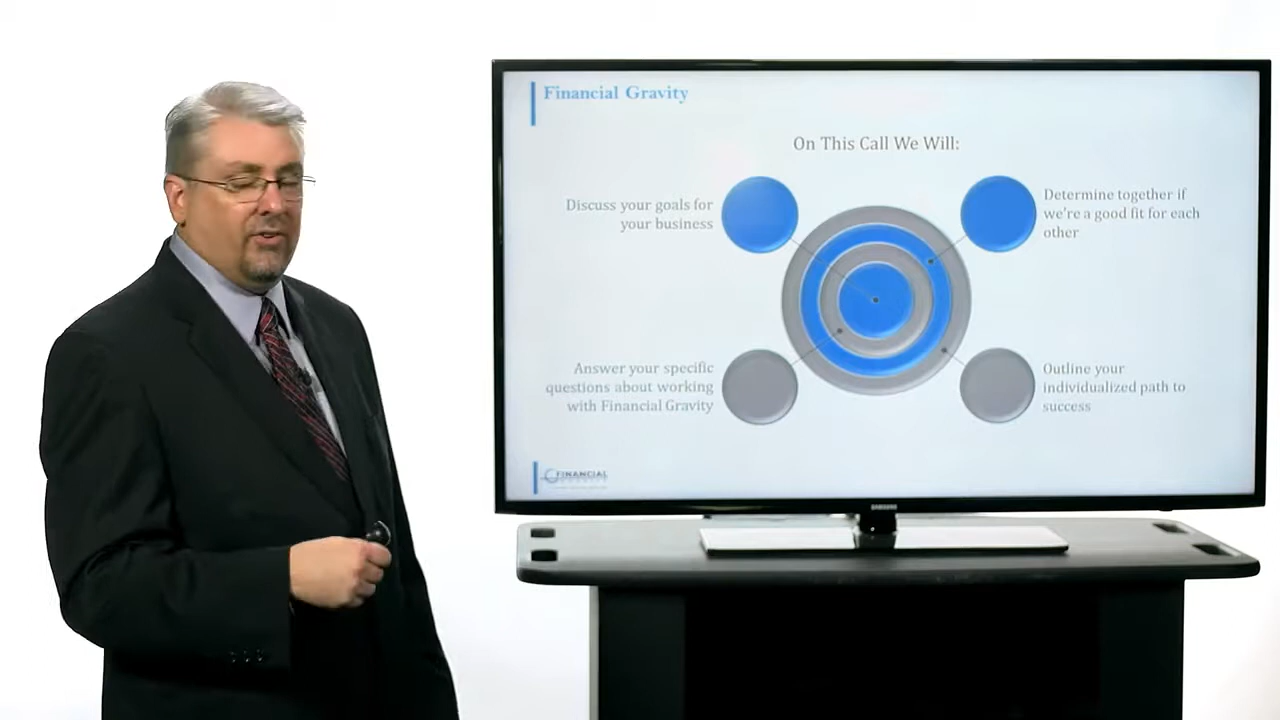 Financial Gravity
On This Call We Will:
Discuss your goals for
your business
Determine together if
we're a good fit for each
other
Answer your specific
questions about working
with Financial Gravity
Outline your
individualized path to
success
FINANCIAL
SAMSUNG